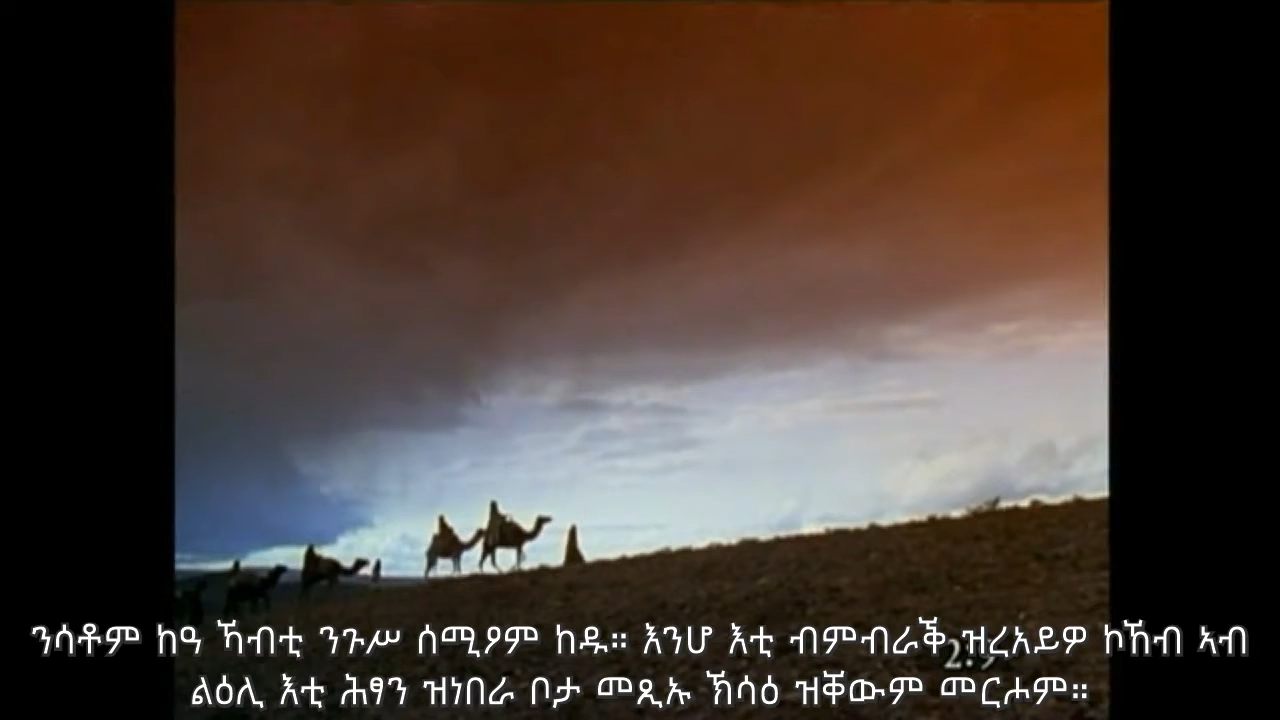 ንሳቶም ከዓ ኻብቲ ንጉሥ ሰሚዖም ከዱ። እንሆ እቲ ብምብራቕ ዝረአይዎ ኮኸብ ኣብ
ልዕሊ እቲ ሕፃን ዝነበራ ቦታ መጺኡ ኽሳዕ ዝቐውም መርሖም።